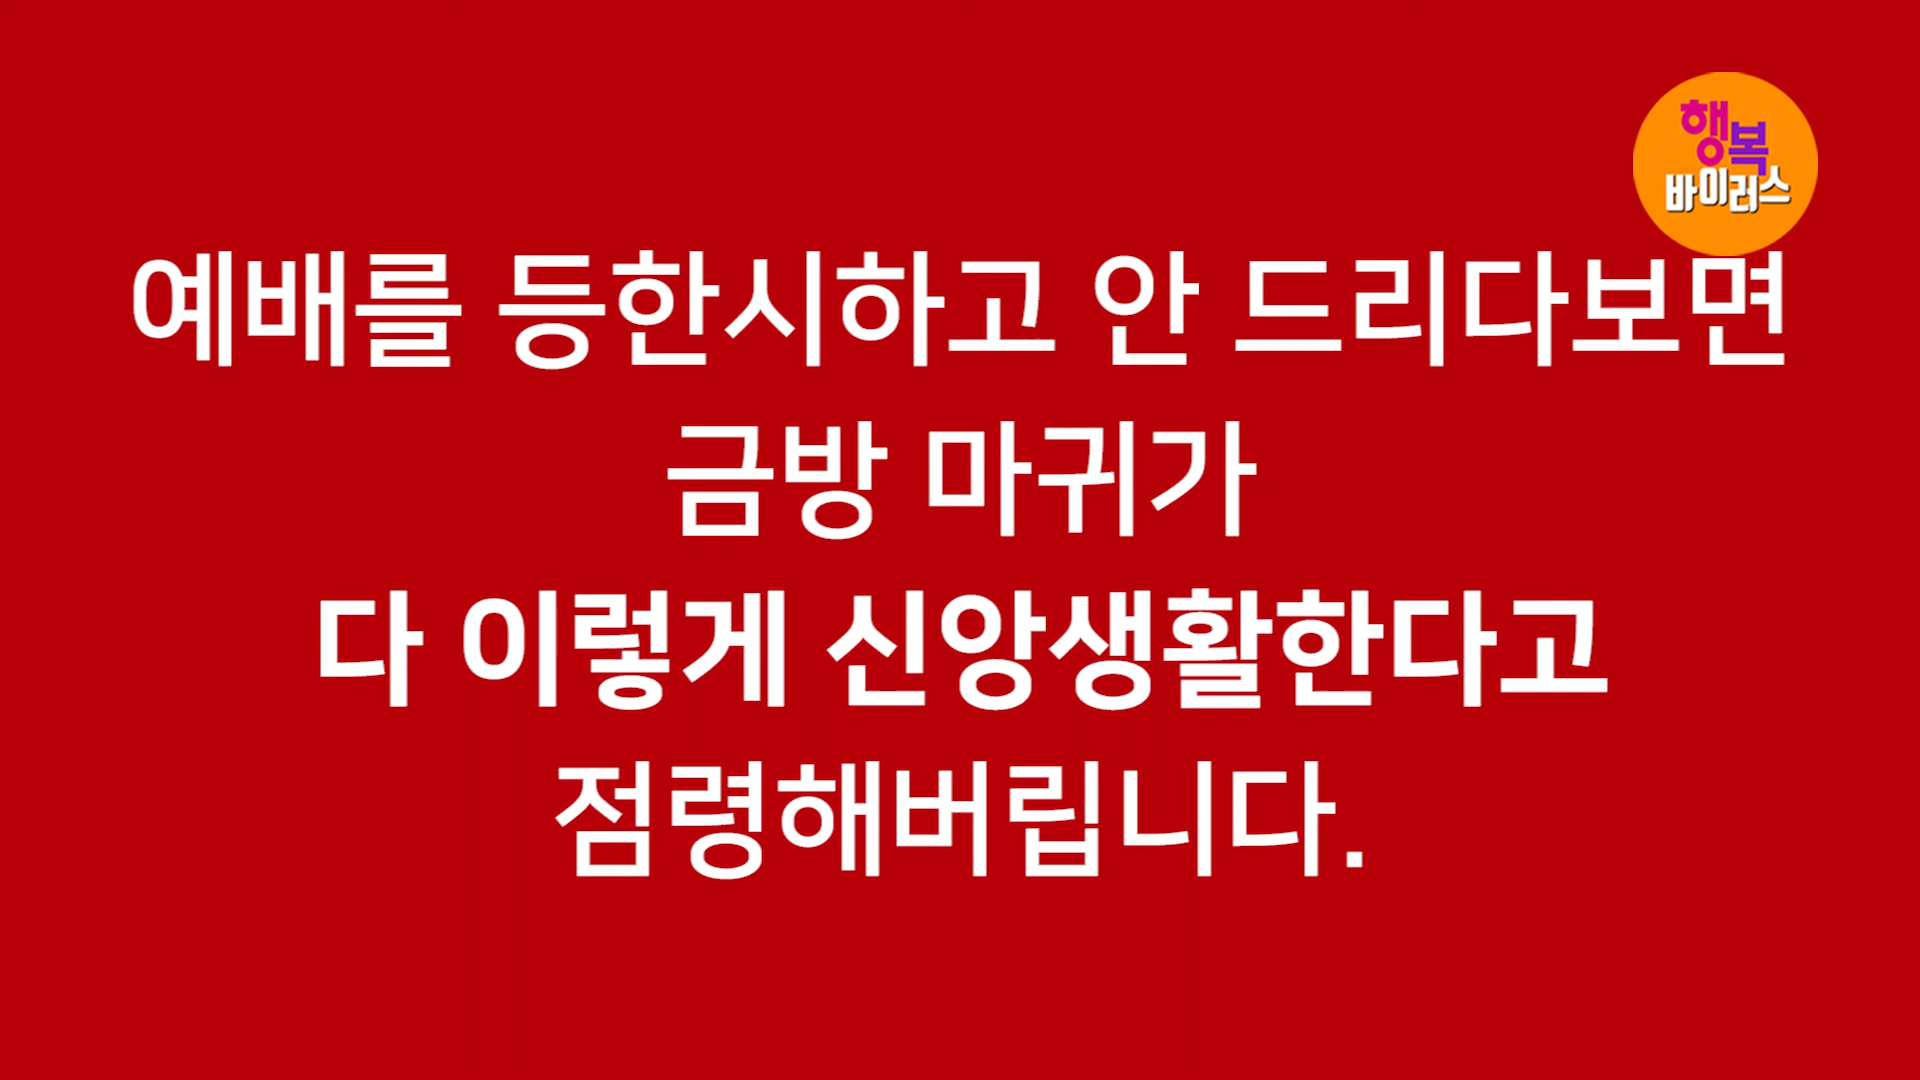 행복
바이러스
예배를 등한시하고 안 드리다보면
금방 마귀가
다 이렇게 신앙생활한다고
점령해버립니다.